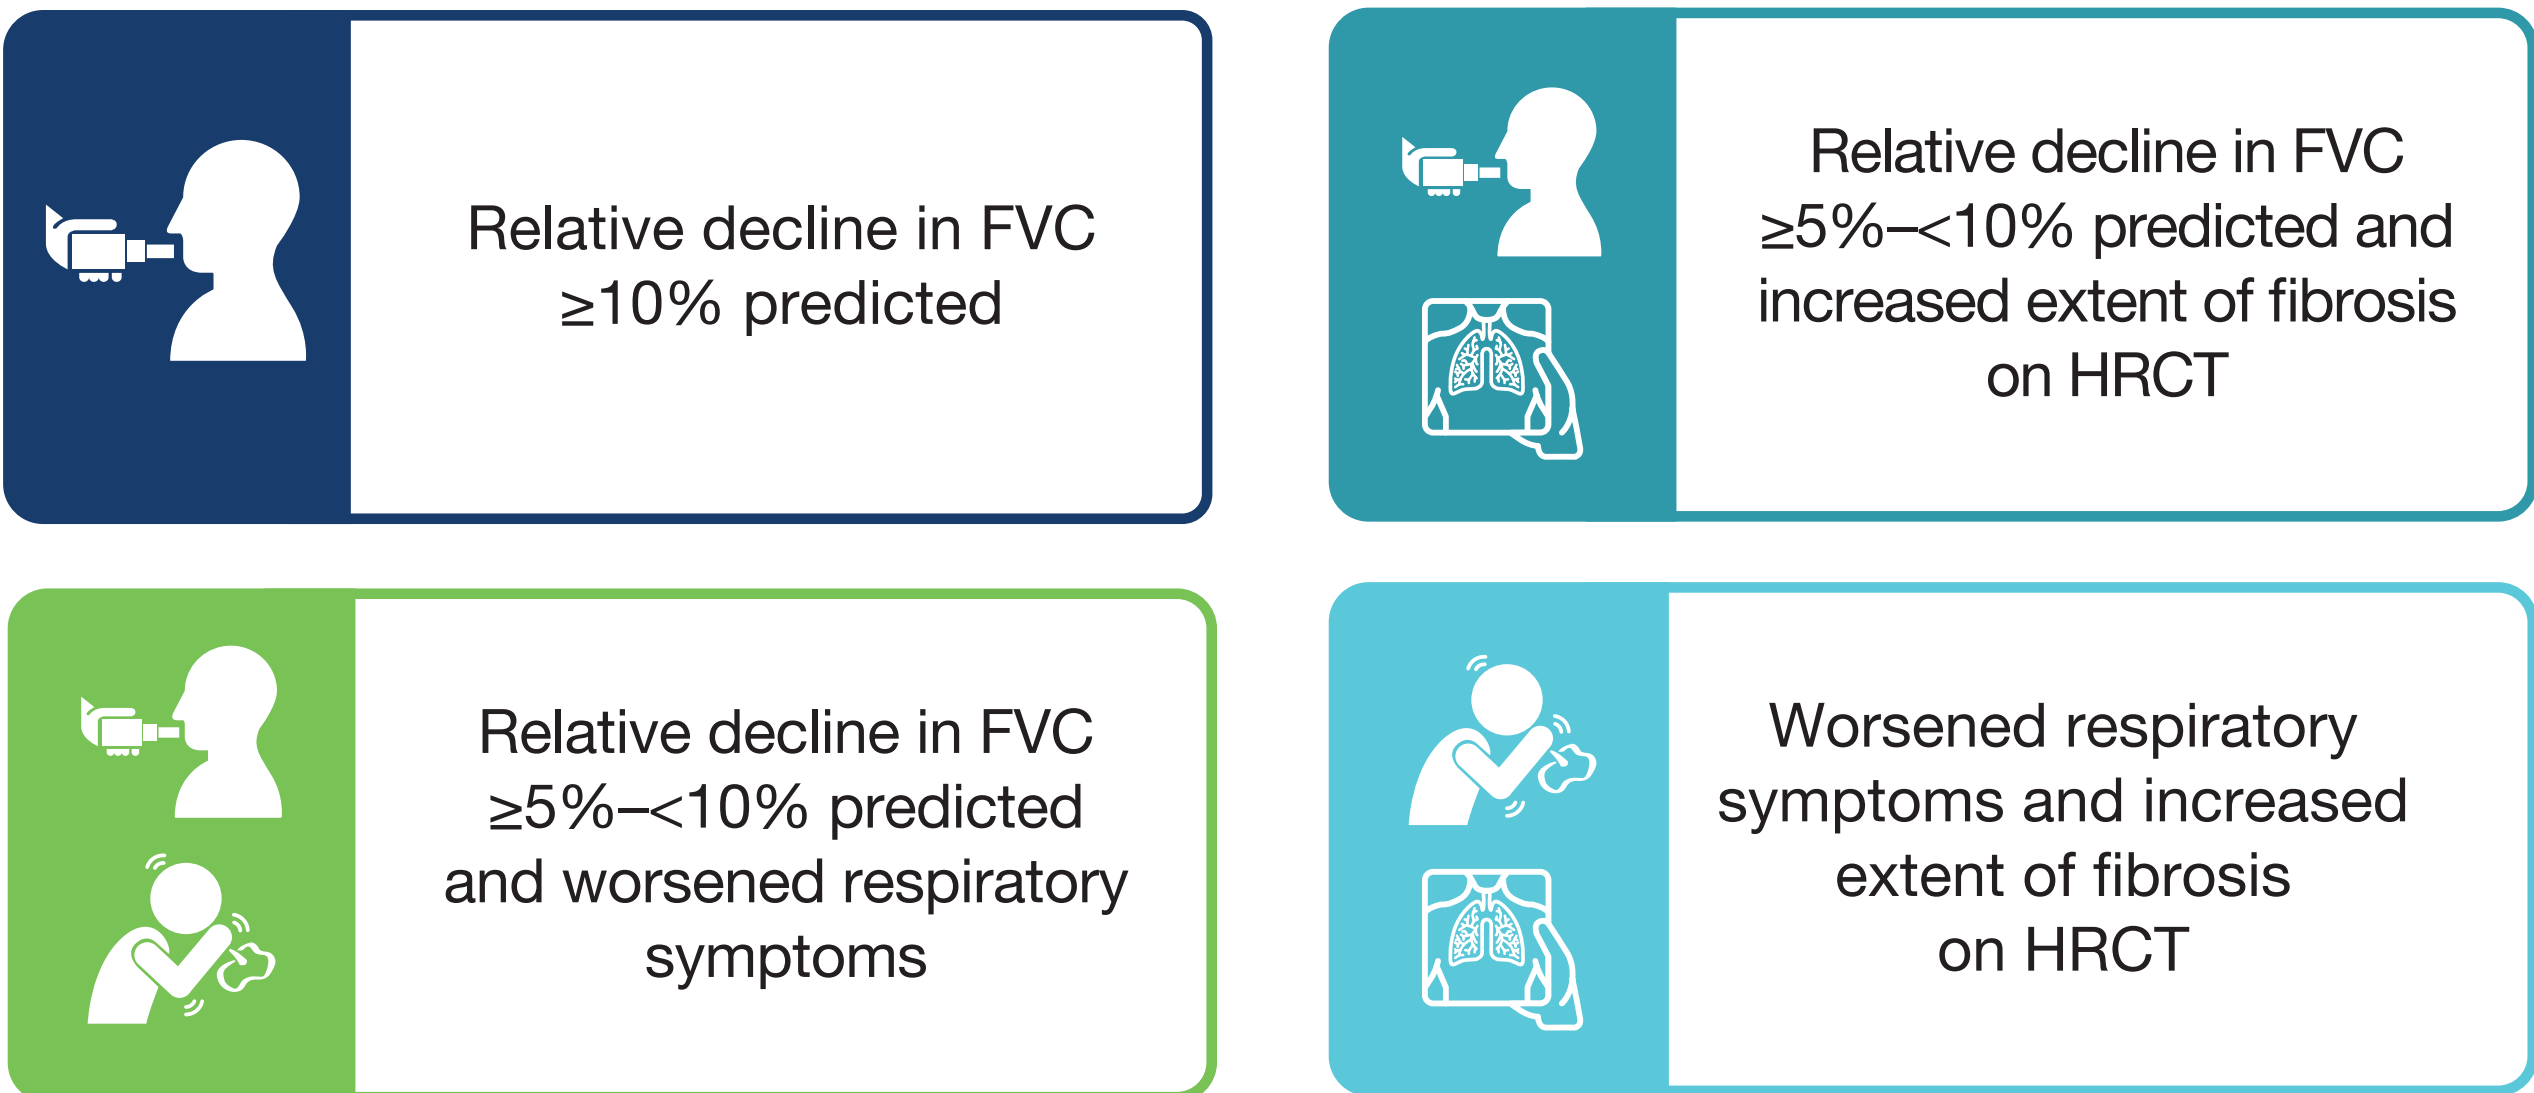 Relative decline in FVC
≥10% predicted
Relative decline in FVC
≥5%–<10% predicted and
increased extent of fibrosis
on HRCT
Relative decline in FVC
≥5%–<10% predicted
and worsened respiratory
symptoms
Worsened respiratory
symptoms and increased
extent of fibrosis
on HRCT